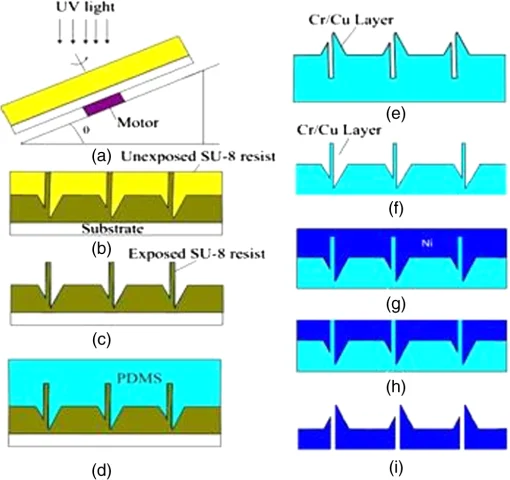 UV light
θ
Motor
(a)
Unexposed SU-8 resist
Substrate
(b)
Exposed SU-8 resist
(c)
PDMS
(d)
Cr/Cu Layer
(e)
Cr/Cu Layer
(f)
Ni
(g)
(h)
(i)